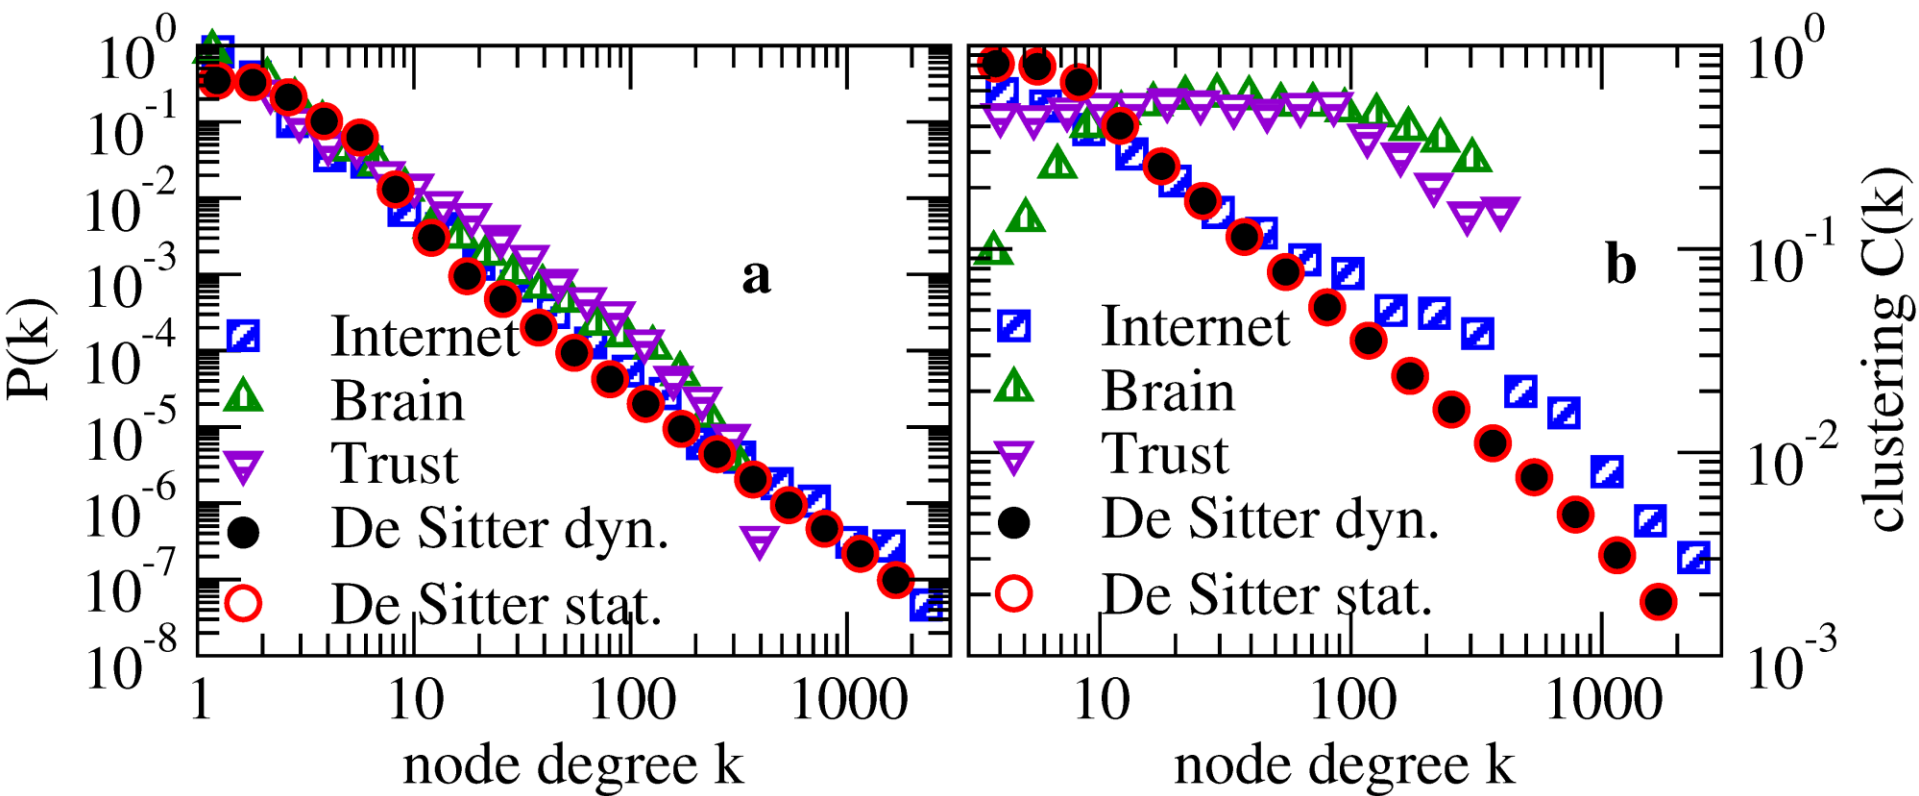 P(k)
10^0
10^-1
10^-2
10^-3
10^-4
10^-5
10^-6
10^-7
10^-8
a
Internet
Brain
Trust
De Sitter dyn.
De Sitter stat.
1 10 100 1000
node degree k
b
Internet
Brain
Trust
De Sitter dyn.
De Sitter stat.
10 100 1000
node degree k
10^0
10^-1
10^-2
10^-3
clustering C(k)